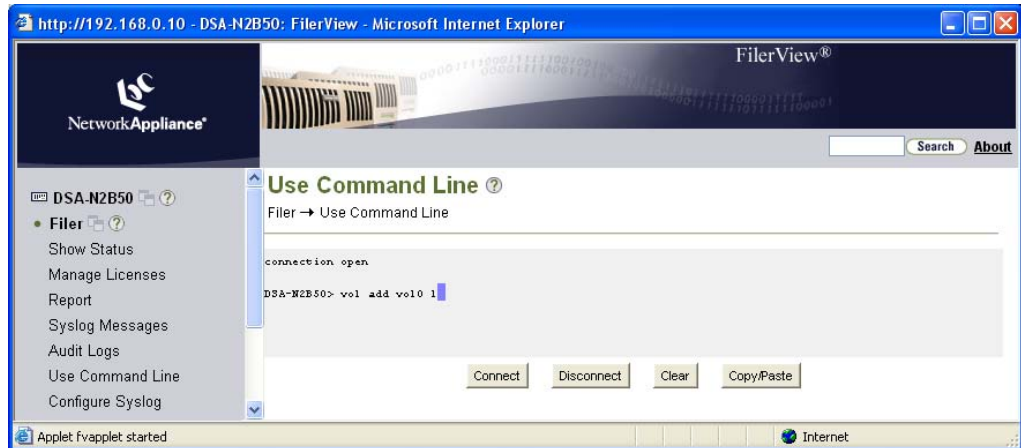 http://192.168.0.10 - DSA-N2B50: FilerView - Microsoft Internet Explorer
FilerView®
NetworkAppliance®
Search About
DSA-N2B50
Filer
Show Status
Manage Licenses
Report
Syslog Messages
Audit Logs
Use Command Line
Configure Syslog
Use Command Line
Filer → Use Command Line
connection open
DSA-N2B50> vol add vol0 1
Connect Disconnect Clear Copy/Paste
Applet fvapplet started
Internet